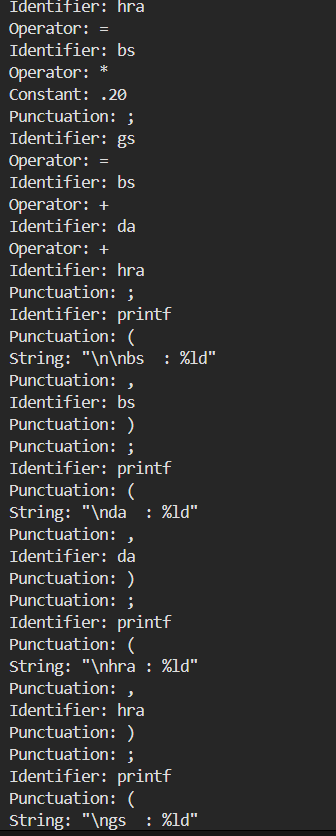 Identifier: hra
Operator: =
Identifier: bs
Operator: *
Constant: .20
Punctuation: ;
Identifier: gs
Operator: =
Identifier: bs
Operator: +
Identifier: da
Operator: +
Identifier: hra
Punctuation: ;
Identifier: printf
Punctuation: (
String: "\n\nbs  : %ld"
Punctuation: ,
Identifier: bs
Punctuation: )
Punctuation: ;
Identifier: printf
Punctuation: (
String: "\nda  : %ld"
Punctuation: ,
Identifier: da
Punctuation: )
Punctuation: ;
Identifier: printf
Punctuation: (
String: "\nhra : %ld"
Punctuation: ,
Identifier: hra
Punctuation: )
Punctuation: ;
Identifier: printf
Punctuation: (
String: "\ngs  : %ld"